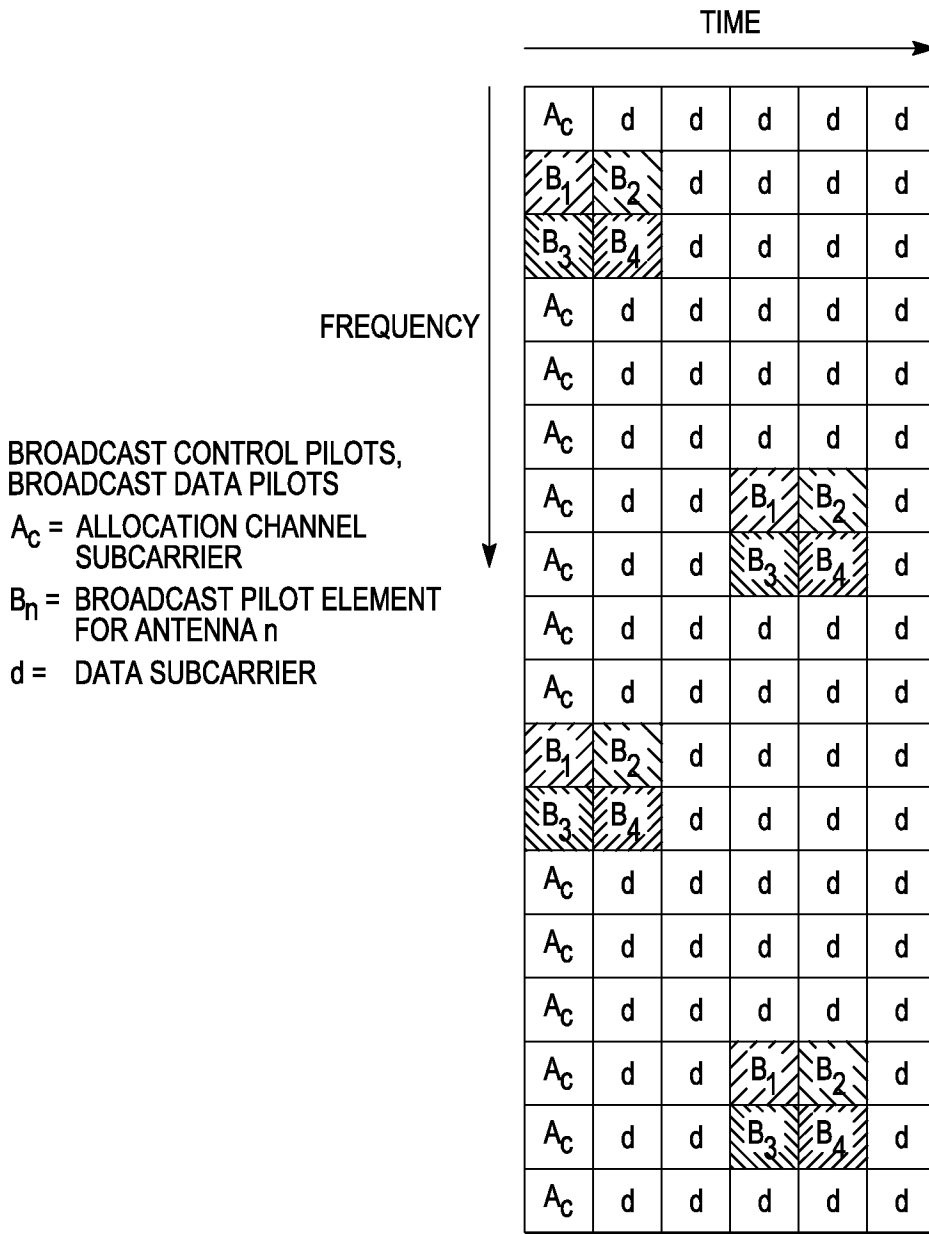 TIME
FREQUENCY
BROADCAST CONTROL PILOTS,
BROADCAST DATA PILOTS
Ac = ALLOCATION CHANNEL
SUBCARRIER
Bn = BROADCAST PILOT ELEMENT
FOR ANTENNA n
d = DATA SUBCARRIER
Ac d d d d d
B1 B2 d d d d
B3 B4 d d d d
Ac d d d d d
Ac d d d d d
Ac d d d d d
Ac d d B1 B2 d
Ac d d B3 B4 d
Ac d d d d d
Ac d d d d d
B1 B2 d d d d
B3 B4 d d d d
Ac d d d d d
Ac d d d d d
Ac d d d d d
Ac d d B1 B2 d
Ac d d B3 B4 d
Ac d d d d d